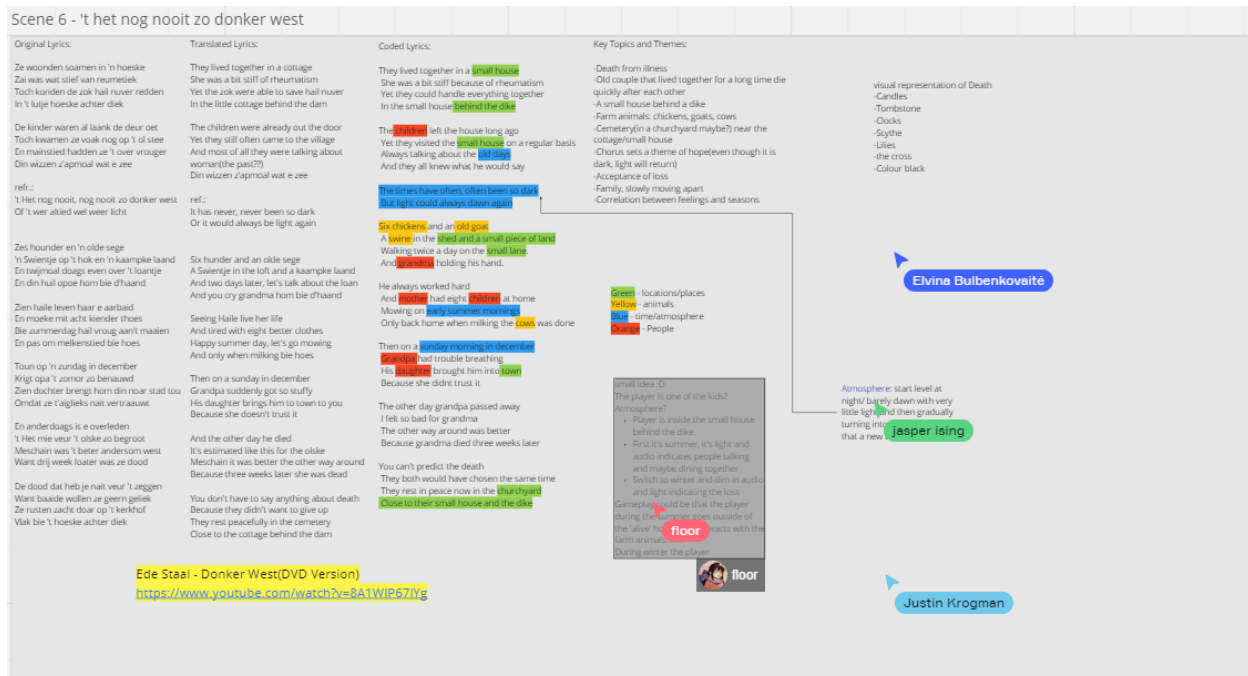 Scene 6 - 't het nog nooit zo donker west
Original Lyrics:
Ze woonden soamen in 'n hoeske
Zai was wat stief van reumetiek
Toch konden de zok hail nuver redden
In 't lutje hoeske achter diek
De kinder waren al laank de deur oet
Toch kwamen ze voak nog op 't ol stee
En mainstied hadden ze 't over vrouger
Din wizzen z'apmoal wat e zee
refr.:
't Het nog nooit, nog nooit zo donker west
Of 't wer altied wel weer licht
Zes hounder en 'n olde sege
'n Swientje op 't hok en 'n kaampke laand
En twijmoal doags even over 't loantje
En din huil opoe hom bie d'haand
Zien haile leven haar e aarbaid
En moeke mit acht kiender thoes
Bie zummerdag hail vroug aan't maaien
En pas om melkenstied bie hoes
Toun op 'n zundag in december
Krigt opa 't zomor zo benauwd
Zien dochter brengt hom din noar stad tou
Omdat ze t'aiglieks nait vertraauwt
En anderdoags is e overleden
't Het mie veur 't olske zo begroot
Meschain was 't beter andersom west
Want drij week loater was ze dood
De dood dat heb je nait veur 't zeggen
Want baaide wollen ze geern geliek
Ze rusten zacht doar op 't kerkhof
Vlak bie 't hoeske achter diek
Translated Lyrics:
They lived together in a cottage
She was a bit stiff of rheumatism
Yet the zok were able to save hail nuver
In the little cottage behind the dam
The children were already out the door
Yet they still often came to the village
And most of all they were talking about
woman(the past??)
Din wizzen z'apmoal wat e zee
ref.:
It has never, never been so dark
Or it would always be light again
Six hunder and an olde sege
A Swientje in the loft and a kaampke laand
And two days later, let's talk about the loan
And you cry grandma hom bie d'haand
Seeing Haile live her life
And tired with eight better clothes
Happy summer day, let's go mowing
And only when milking bie hoes
Then on a sunday in december
Grandpa suddenly got so stuffy
His daughter brings him to town to you
Because she doesn't trust it
And the other day he died
It's estimated like this for the olske
Meschain it was better the other way around
Because three weeks later she was dead
You don't have to say anything about death
Because they didn't want to give up
They rest peacefully in the cemetery
Close to the cottage behind the dam
Coded Lyrics:
They lived together in a small house
She was a bit stiff because of rheumatism
Yet they could handle everything together
In the small house behind the dike
The children left the house long ago
Yet they visited the small house on a regular basis
Always talking about the old days
And they all knew what he would say
The times have often, often been so dark
But light could always dawn again
Six chickens and an old goat
A swine in the shed and a small piece of land
Walking twice a day on the small lane.
And grandma holding his hand.
He always worked hard
And mother had eight children at home
Mowing on early summer mornings
Only back home when milking the cows was done
Then on a sunday morning in december
Grandpa had trouble breathing
His daughter brought him into town
Because she didnt trust it
The other day grandpa passed away
I felt so bad for grandma
The other way around was better
Because grandma died three weeks later
You can't predict the death
They both would have chosen the same time
They rest in peace now in the churchyard
Close to their small house and the dike
Key Topics and Themes:
-Death from illness
-Old couple that lived together for a long time die
quickly after each other
-A small house behind a dike
-Farm animals: chickens, goats, cows
-Cemetery(in a churchyard maybe?) near the
cottage/small house
-Chorus sets a theme of hope(even though it is
dark, light will return)
-Acceptance of loss
-Family, slowly moving apart
-Correlation between feelings and seasons
visual representation of Death
-Candles
-Tombstone
-Clocks
-Scythe
-Lilies
-the cross
-Colour black
Elvina Bulbenkovaitė
Green - locations/places
Yellow - animals
Blue - time/atmosphere
Orange - People
small idea :D
The player is one of the kids?
Atmosphere?
• Player is inside the small house
behind the dike
• First it's summer, it's light and
audio indicates people talking
and maybe dining together
• Switch to winter and dim in audio
and light indicating the loss
Gameplay could be that the player
during the summer goes outside of
the 'alive' with the
farm animals.
During winter the player
floor
floor
Atmosphere: start level at
night/ barely dawn with very
little light and then gradually
turning into
that a new
jasper ising
Justin Krogman
Ede Staal - Donker West(DVD Version)
https://www.youtube.com/watch?v=8A1WIP67IYg